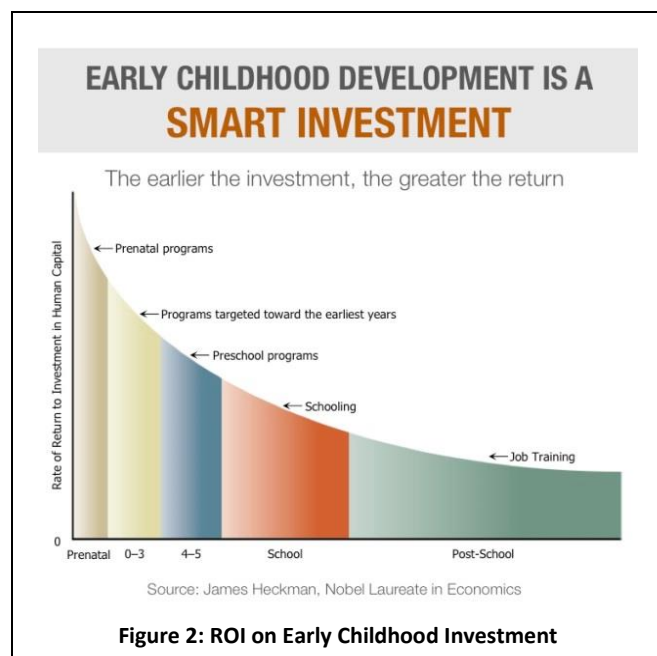 EARLY CHILDHOOD DEVELOPMENT IS A
SMART INVESTMENT
The earlier the investment, the greater the return
Rate of Return to Investment in Human Capital
Prenatal programs
Programs targeted toward the earliest years
Preschool programs
Schooling
Job Training
0
Prenatal
0–3
4–5
School
Post-School
Source: James Heckman, Nobel Laureate in Economics
Figure 2: ROI on Early Childhood Investment